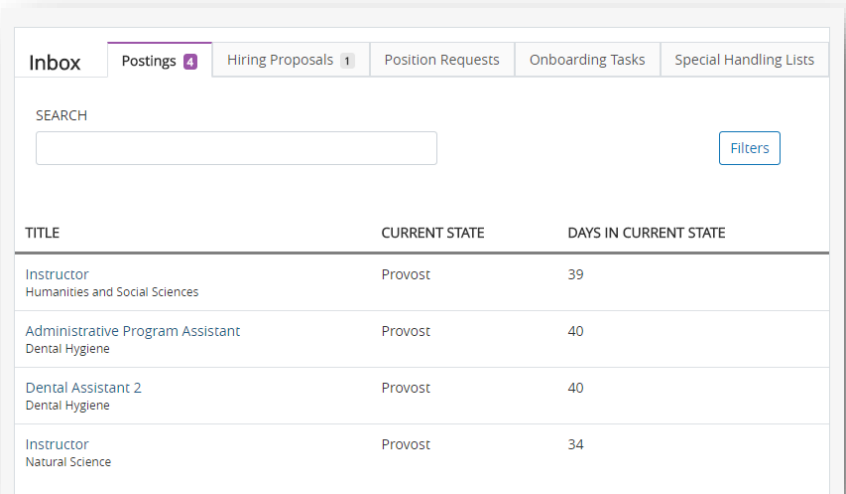 Inbox Postings 4 Hiring Proposals 1 Position Requests Onboarding Tasks Special Handling Lists
SEARCH
Filters
TITLE CURRENT STATE DAYS IN CURRENT STATE
Instructor Provost 39
Humanities and Social Sciences
Administrative Program Assistant Provost 40
Dental Hygiene
Dental Assistant 2 Provost 40
Dental Hygiene
Instructor Provost 34
Natural Science